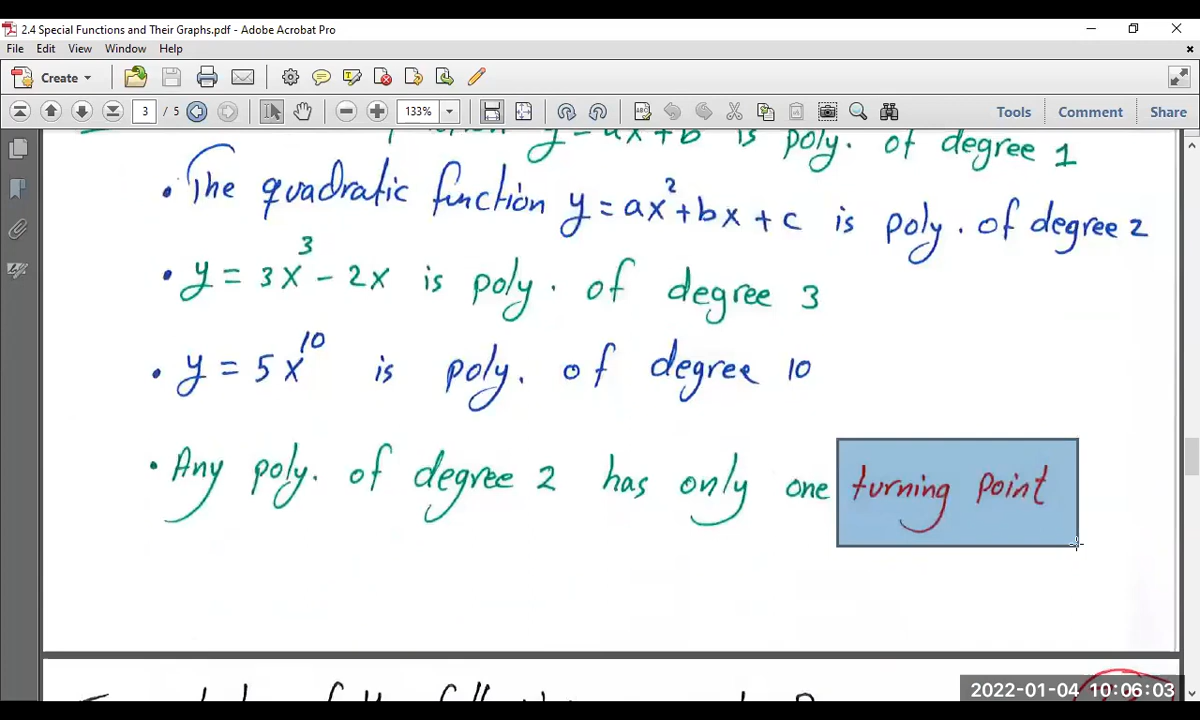 2.4 Special Functions and Their Graphs.pdf - Adobe Acrobat Pro
File Edit View Window Help
Create
3 / 5 133% Tools Comment Share
y = ax + b is poly. of degree 1
• The quadratic function y = ax² + bx + c is poly. of degree 2
• y = 3x³ - 2x is poly. of degree 3
• y = 5x¹⁰ is poly. of degree 10
• Any poly. of degree 2 has only one turning point
2022-01-04 10:06:03